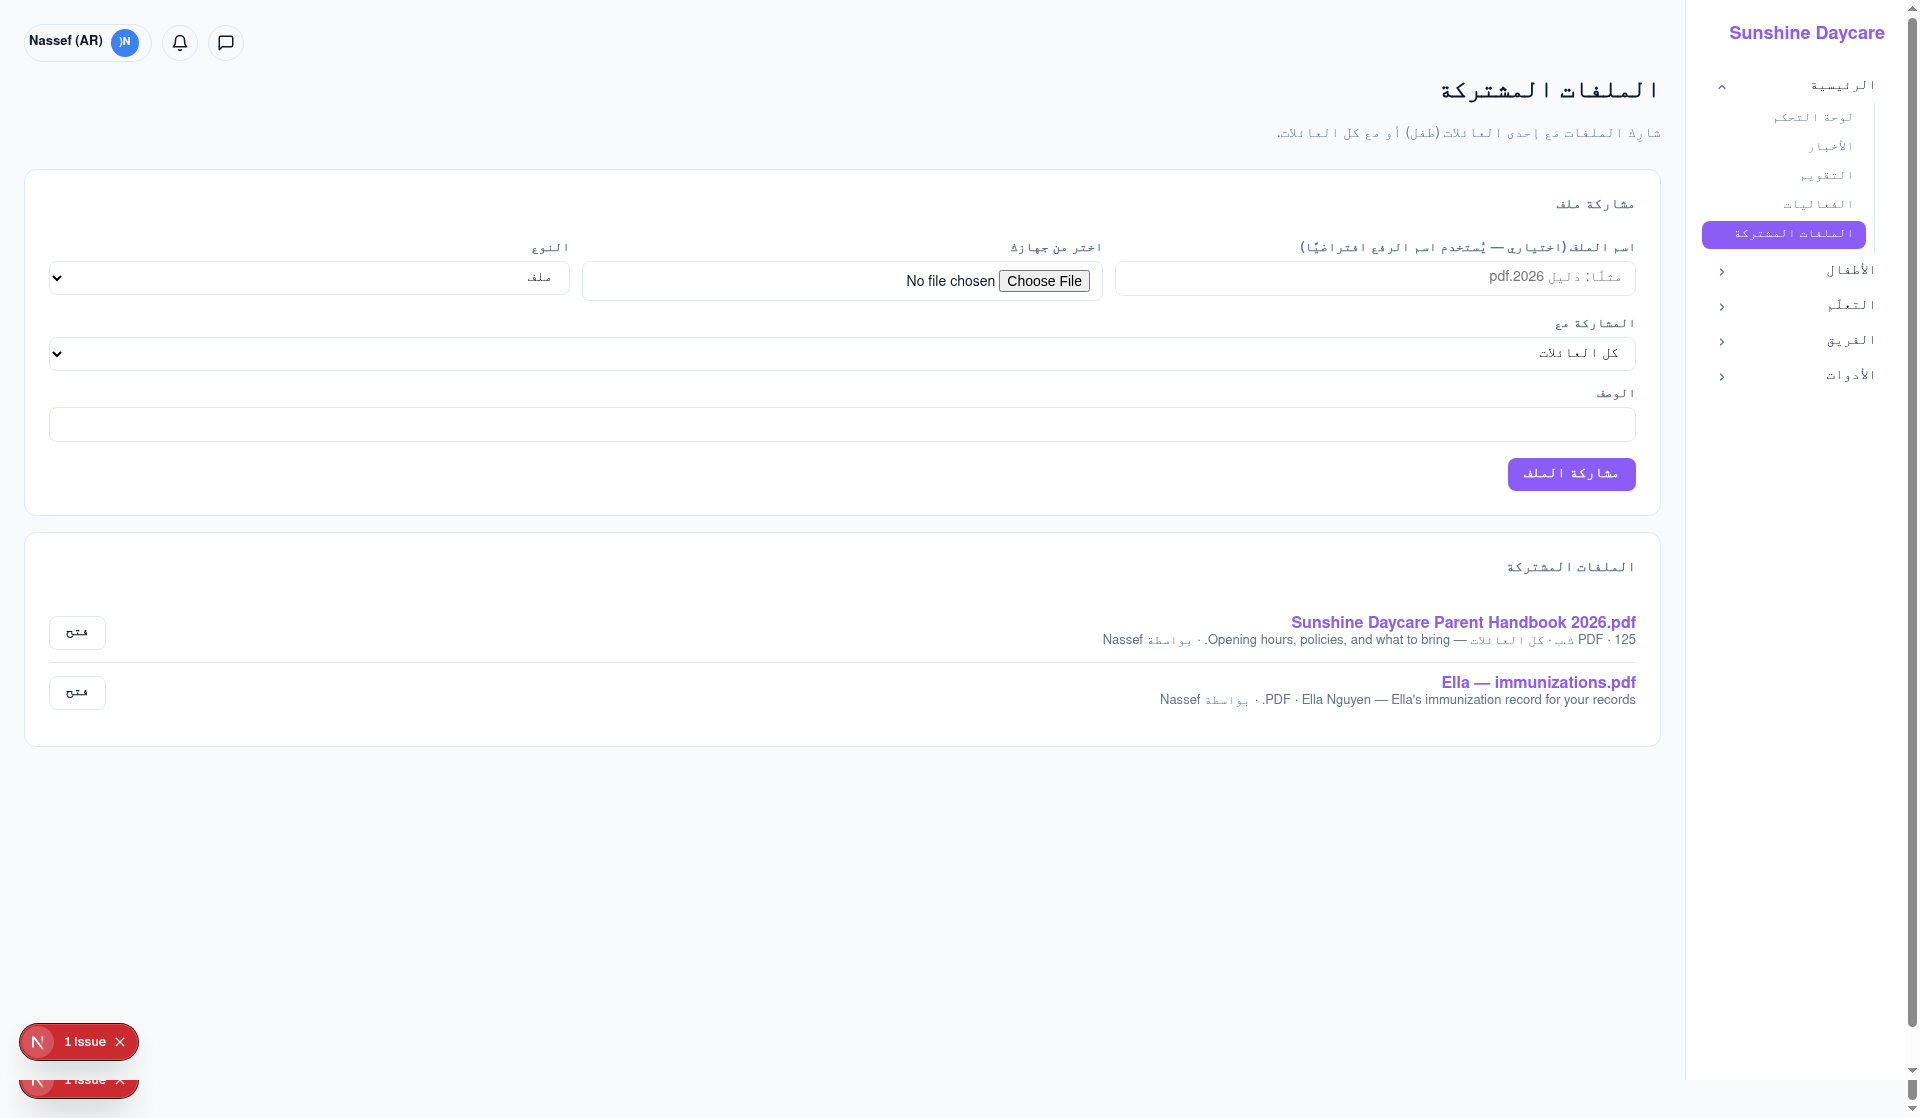 Sunshine Daycare
الرئيسية
لوحة التحكم
الأخبار
التقويم
الفعاليات
الملفات المشتركة
الأطفال
التعلّم
الفريق
الأدوات
Nassef (AR)
N(
الملفات المشتركة
شارِك الملفات مع إحدى العائلات (طفل) أو مع كل العائلات.
مشاركة ملف
اسم الملف (اختياري — يُستخدم اسم الرفع افتراضيًا)
مثلًا: دليل 2026.pdf
اختر من جهازك
Choose File No file chosen
النوع
ملف
المشاركة مع
كل العائلات
الوصف
مشاركة الملف
الملفات المشتركة
Sunshine Daycare Parent Handbook 2026.pdf
PDF · 125 ك.ب · كل العائلات — Opening hours, policies, and what to bring. · بواسطة Nassef
فتح
Ella — immunizations.pdf
PDF · Ella Nguyen — Ella's immunization record for your records. · بواسطة Nassef
فتح
1 Issue
1 Issue